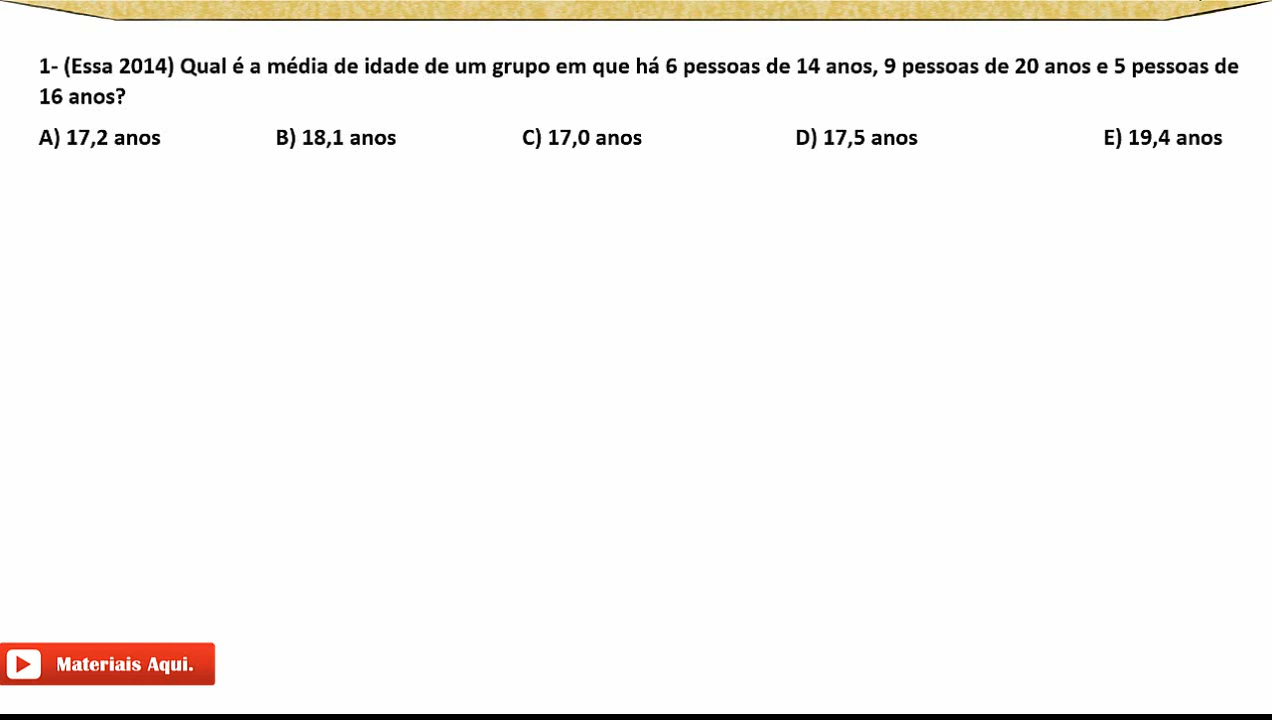 1- (Essa 2014) Qual é a média de idade de um grupo em que há 6 pessoas de 14 anos, 9 pessoas de 20 anos e 5 pessoas de
16 anos?
A) 17,2 anos B) 18,1 anos C) 17,0 anos D) 17,5 anos E) 19,4 anos
Materiais Aqui.